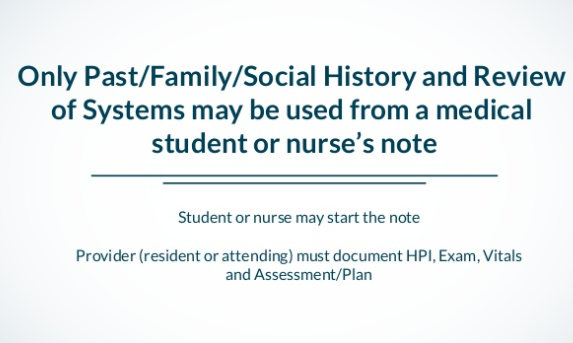 Only Past/Family/Social History and Review
of Systems may be used from a medical
student or nurse’s note
Student or nurse may start the note
Provider (resident or attending) must document HPI, Exam, Vitals
and Assessment/Plan